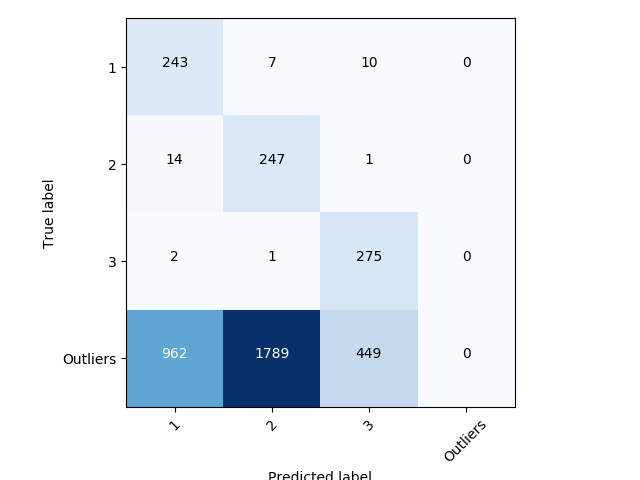 True label
1 243 7 10 0
2 14 247 1 0
3 2 1 275 0
Outliers 962 1789 449 0
1 2 3 Outliers
Predicted label